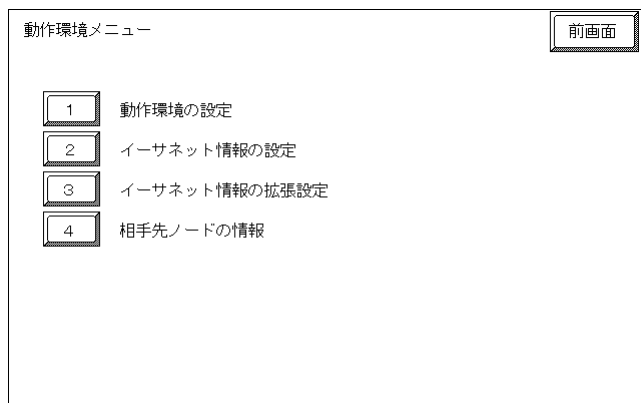 動作環境メニュー 前画面
1 動作環境の設定
2 イーサネット情報の設定
3 イーサネット情報の拡張設定
4 相手先ノードの情報